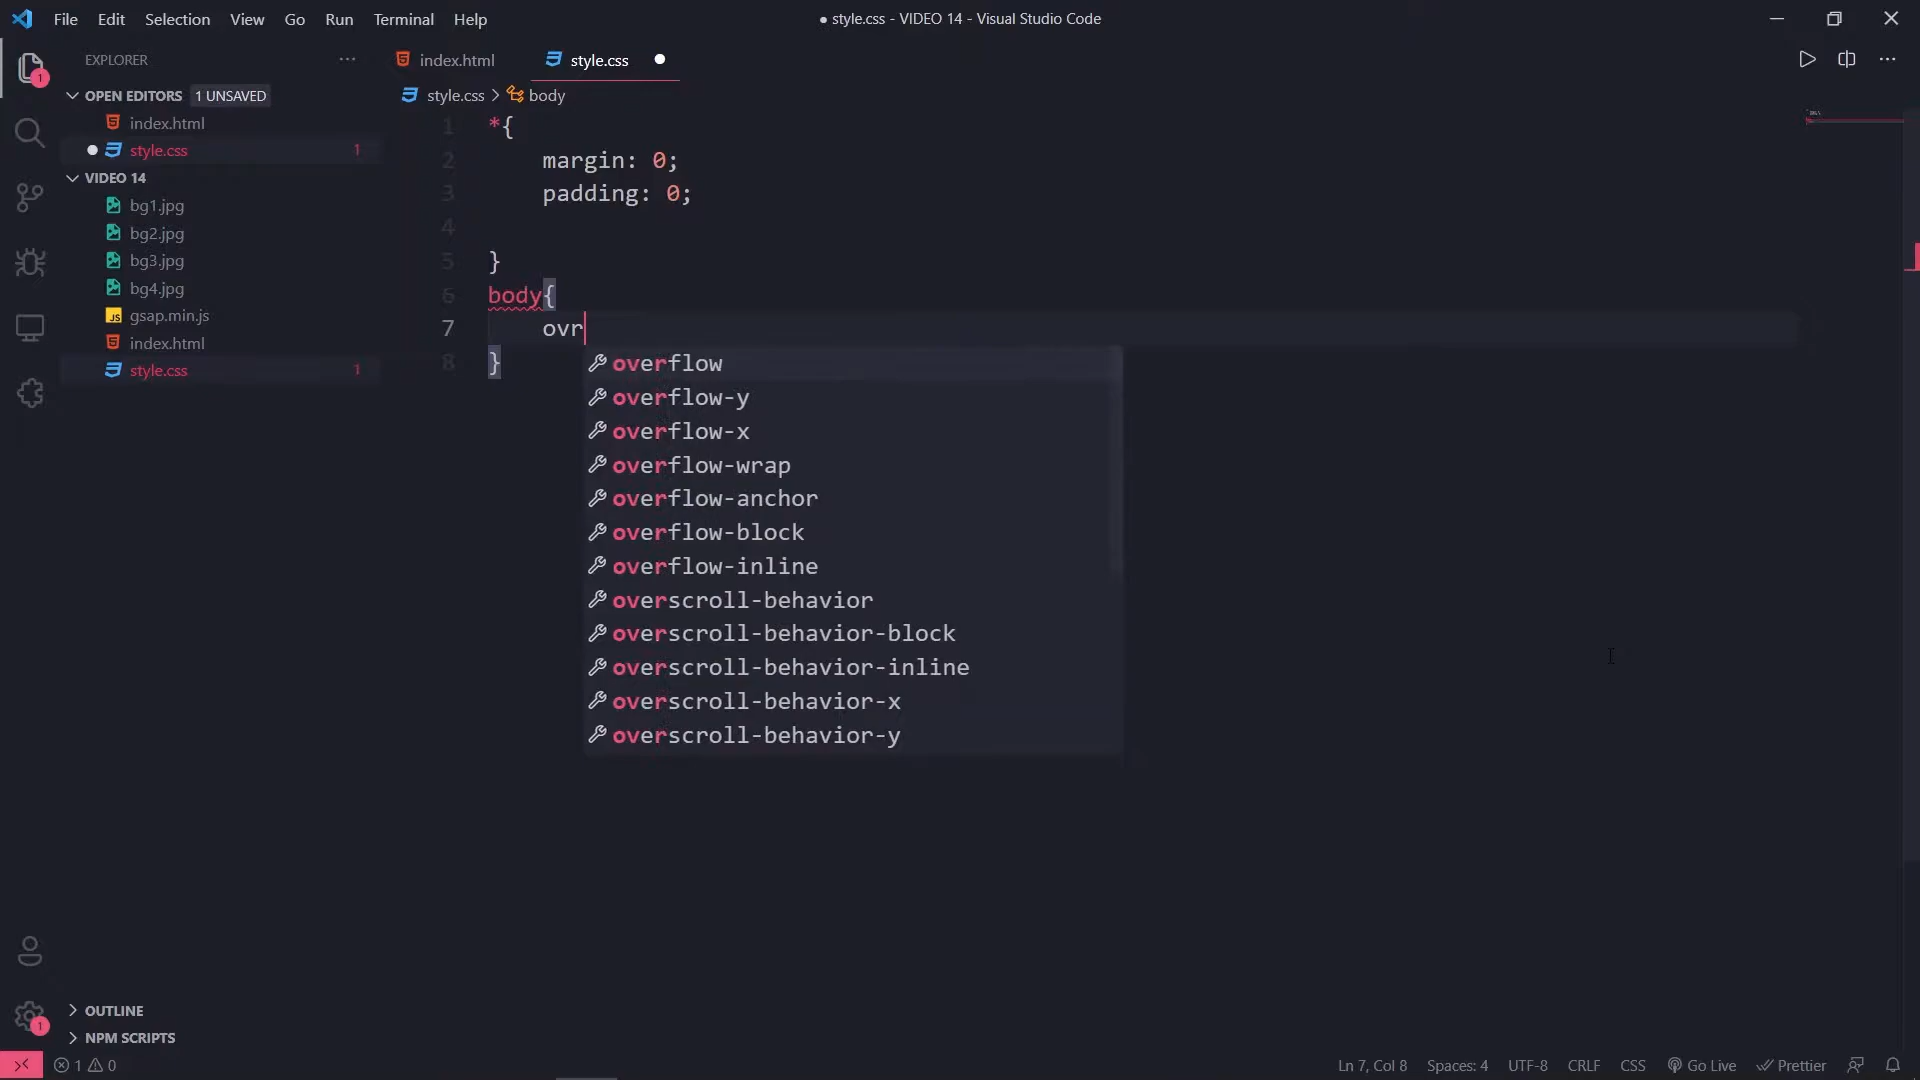 File Edit Selection View Go Run Terminal Help
● style.css - VIDEO 14 - Visual Studio Code
EXPLORER ···
1
OPEN EDITORS 1 UNSAVED
index.html
style.css 1
VIDEO 14
bg1.jpg
bg2.jpg
bg3.jpg
bg4.jpg
JS gsap.min.js
index.html
style.css 1
OUTLINE
NPM SCRIPTS
1
index.html style.css
style.css > body
1 *{
2 margin: 0;
3 padding: 0;
4
5 }
6 body{
7 ovr
8 }
overflow
overflow-y
overflow-x
overflow-wrap
overflow-anchor
overflow-block
overflow-inline
overscroll-behavior
overscroll-behavior-block
overscroll-behavior-inline
overscroll-behavior-x
overscroll-behavior-y
1 0 Ln 7, Col 8 Spaces: 4 UTF-8 CRLF CSS Go Live Prettier